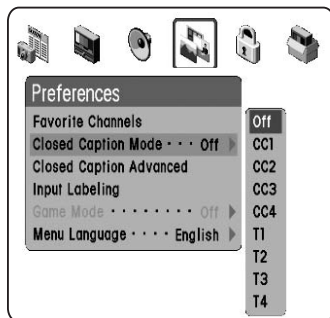 Preferences
Favorite Channels
Closed Caption Mode · · · Off
Closed Caption Advanced
Input Labeling
Game Mode · · · · · · · · Off
Menu Language · · · · English
Off
CC1
CC2
CC3
CC4
T1
T2
T3
T4